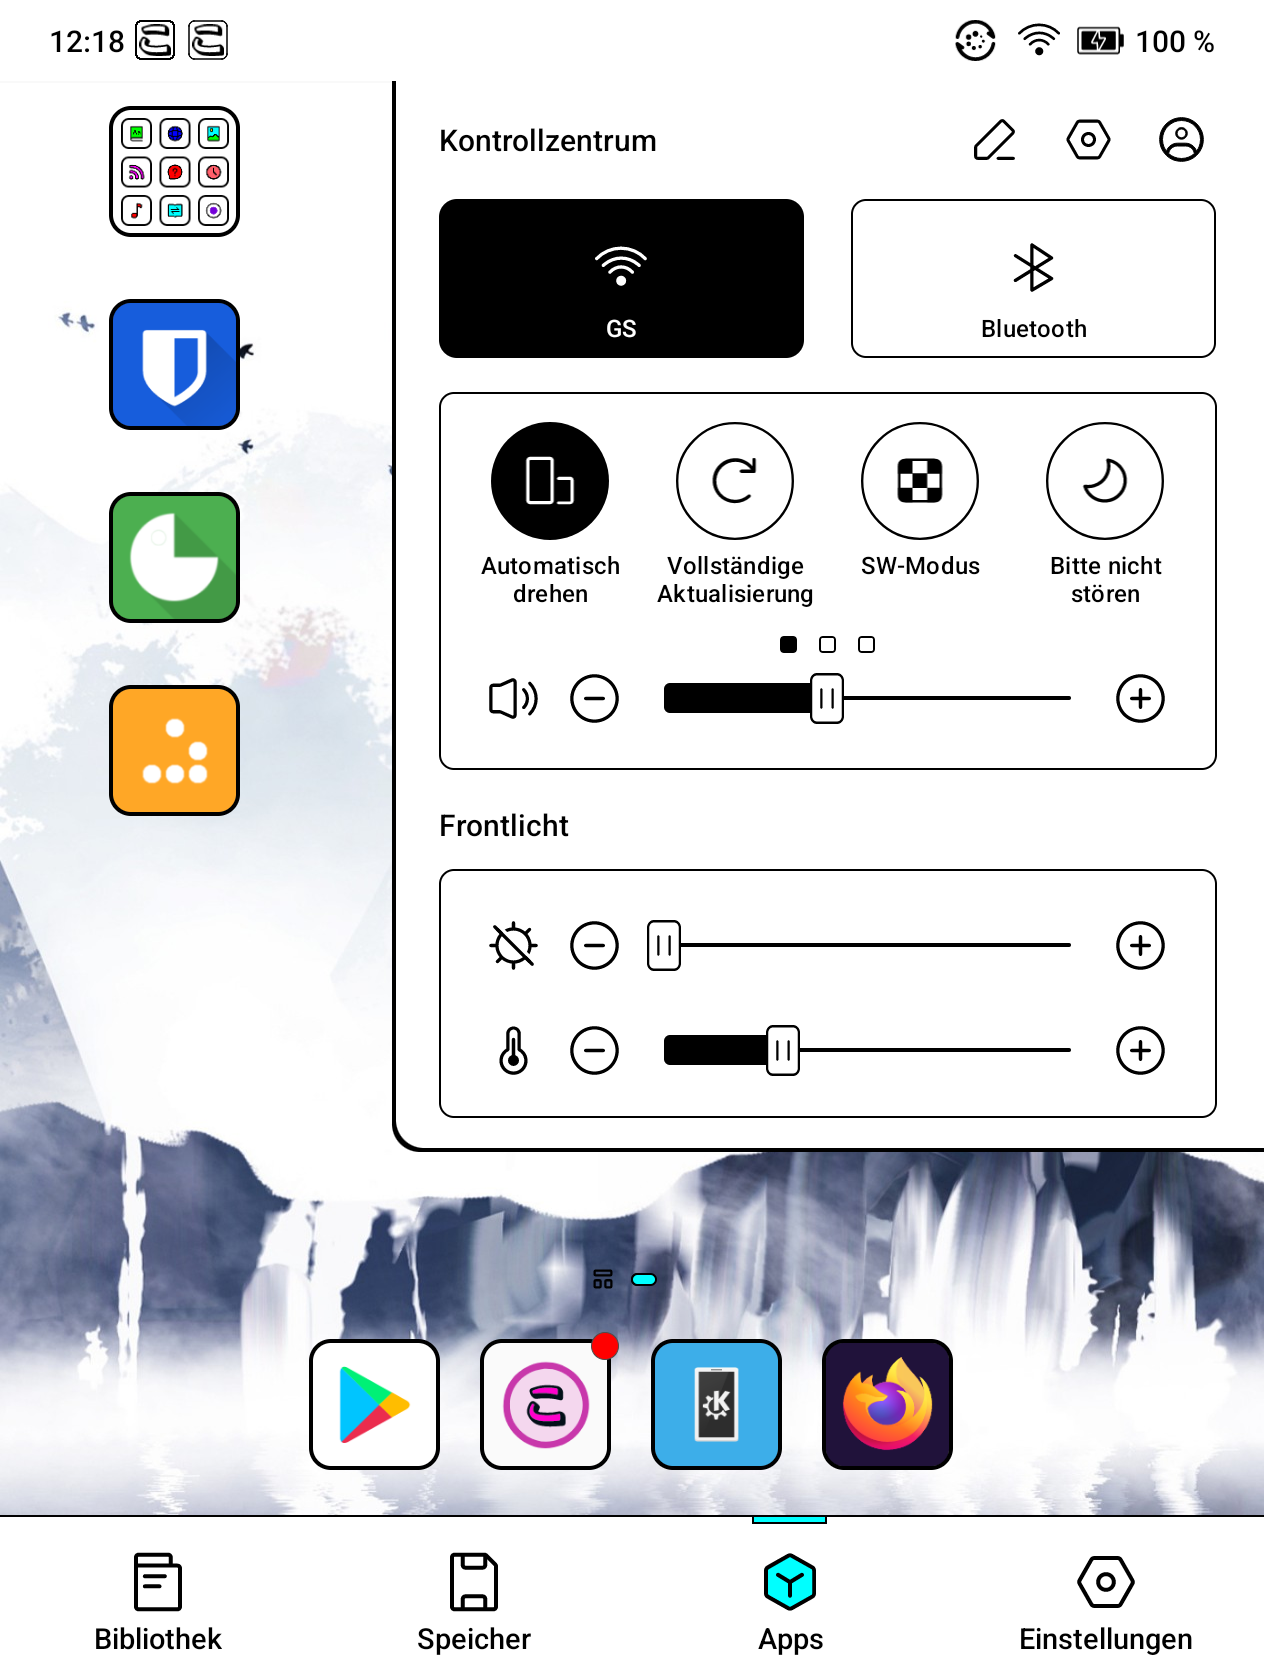 12:18
100 %
Kontrollzentrum
GS
Bluetooth
Automatisch
drehen
Vollständige
Aktualisierung
SW-Modus
Bitte nicht
stören
Frontlicht
Bibliothek
Speicher
Apps
Einstellungen